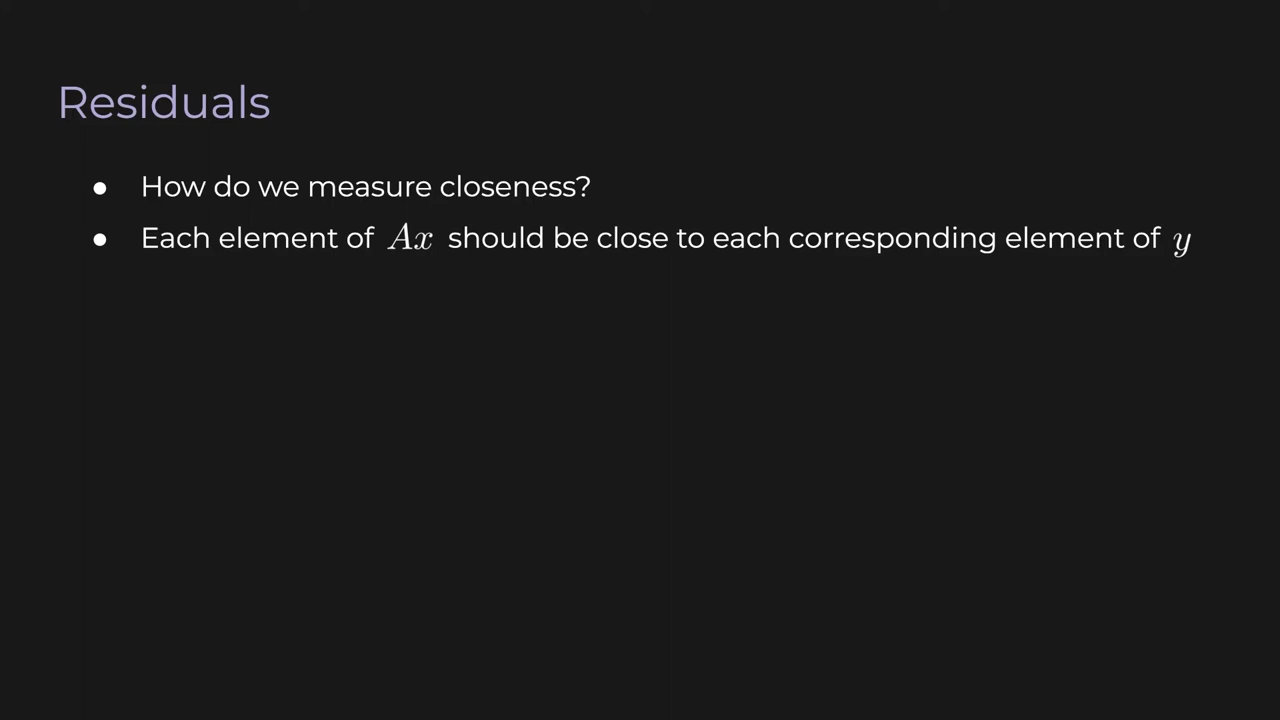 Residuals
● How do we measure closeness?
● Each element of Ax should be close to each corresponding element of y